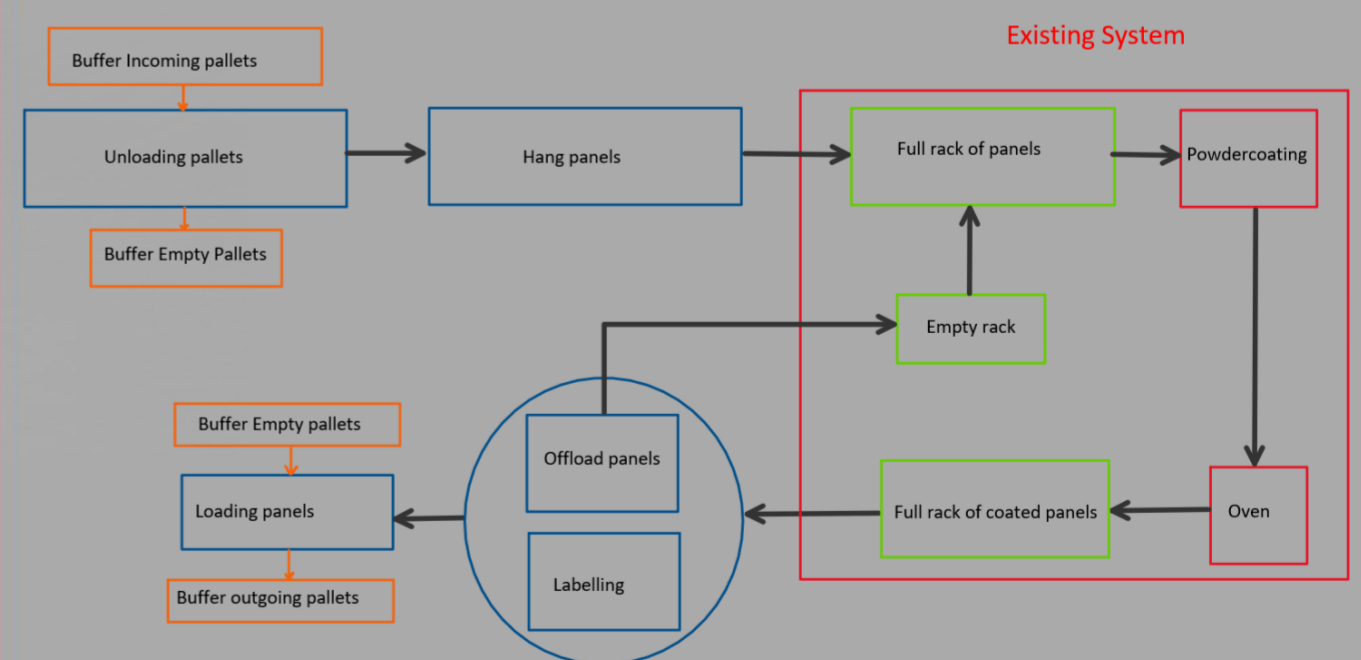 Existing System
Buffer Incoming pallets
Unloading pallets
Hang panels
Full rack of panels
Powdercoating
Buffer Empty Pallets
Empty rack
Buffer Empty pallets
Offload panels
Loading panels
Full rack of coated panels
Oven
Labelling
Buffer outgoing pallets